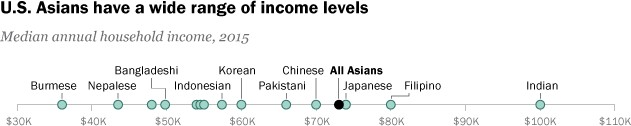 U.S. Asians have a wide range of income levels
Median annual household income, 2015
Bangladeshi Korean Chinese All Asians
Burmese Nepalese Indonesian Pakistani Japanese Filipino Indian
$30K $40K $50K $60K $70K $80K $90K $100K $110K